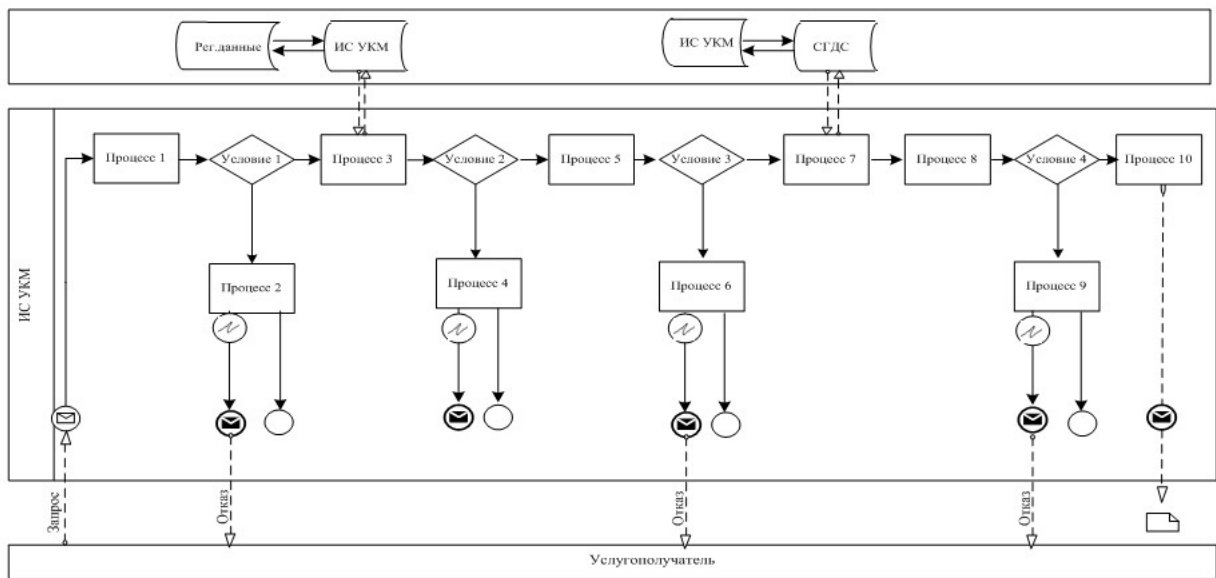 Рег.данные
ИС УКМ
ИС УКМ
СГДС
ИС УКМ
Процесс 1
Условие 1
Процесс 3
Условие 2
Процесс 5
Условие 3
Процесс 7
Процесс 8
Условие 4
Процесс 10
Процесс 2
Процесс 4
Процесс 6
Процесс 9
Запрос
Отказ
Отказ
Отказ
Услугополучатель